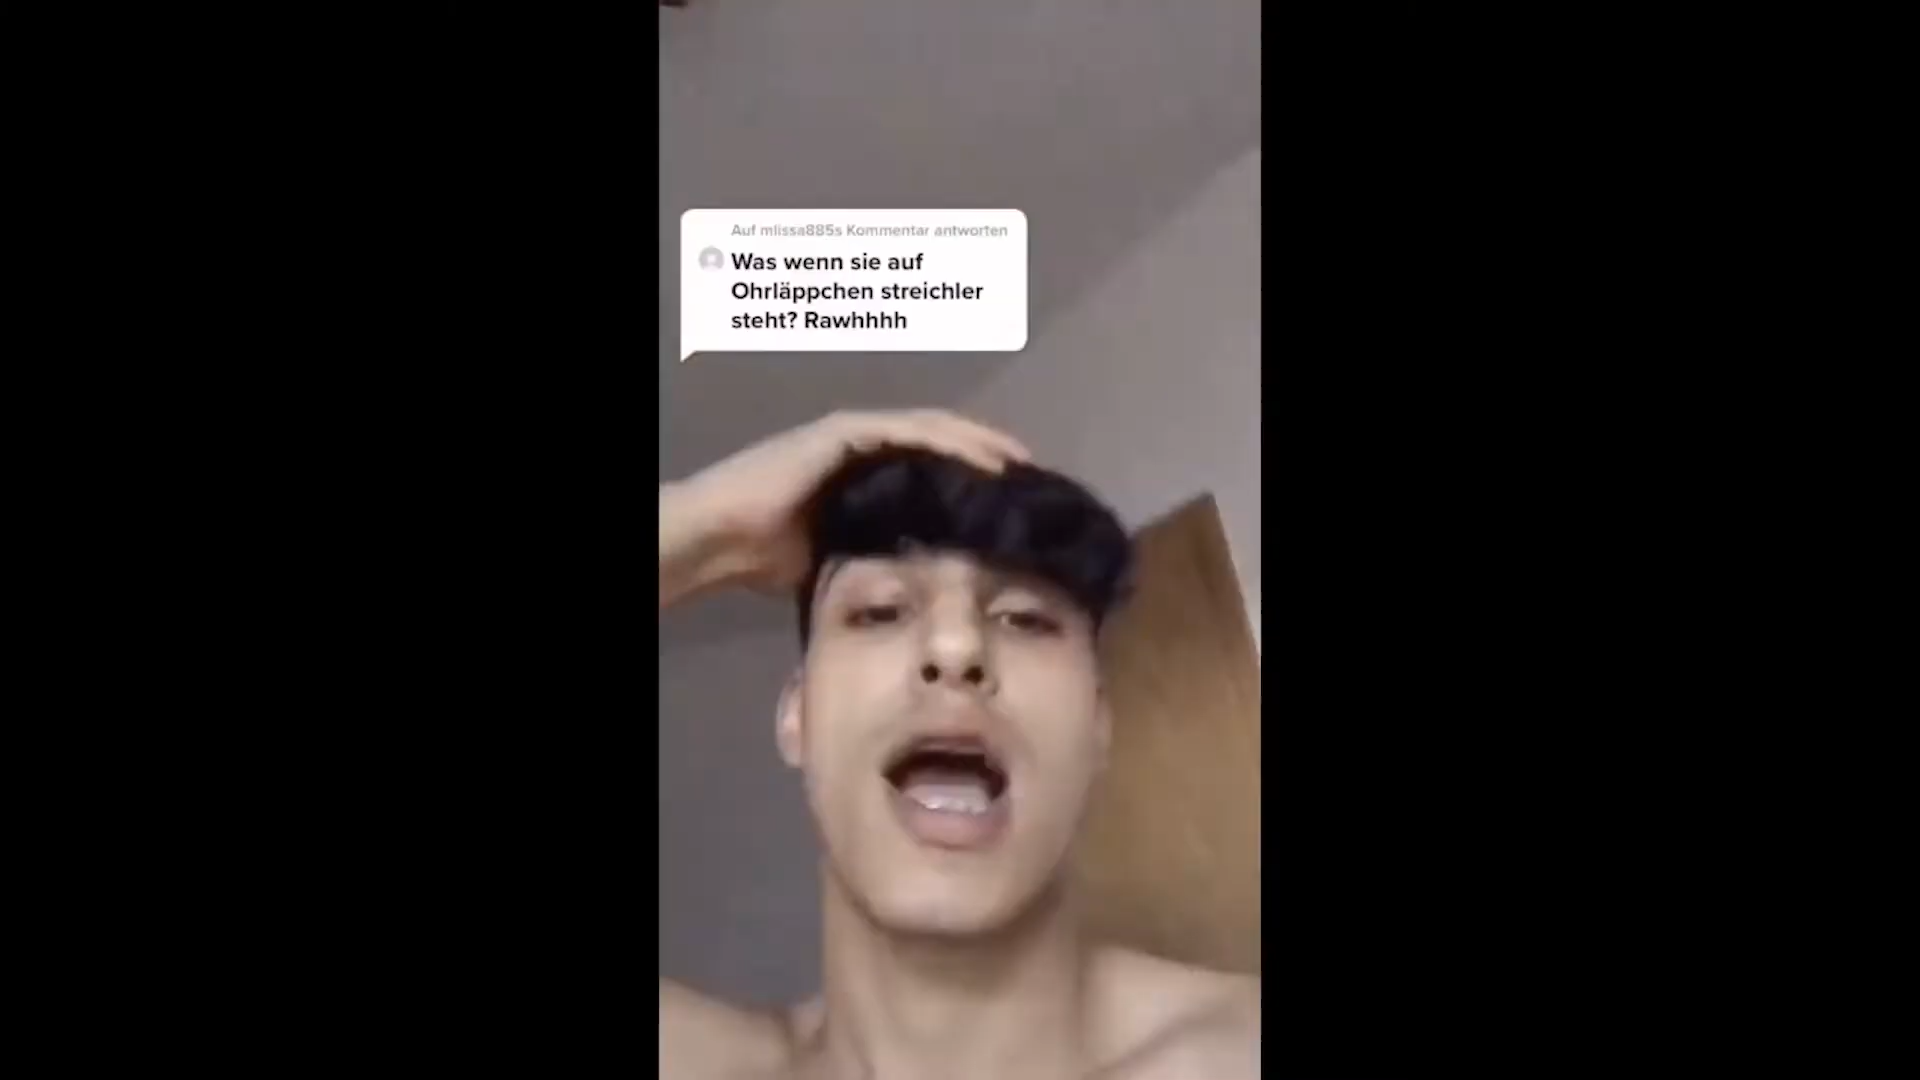 Auf mlissa885s Kommentar antworten
Was wenn sie auf
Ohrläppchen streichler
steht? Rawhhhh